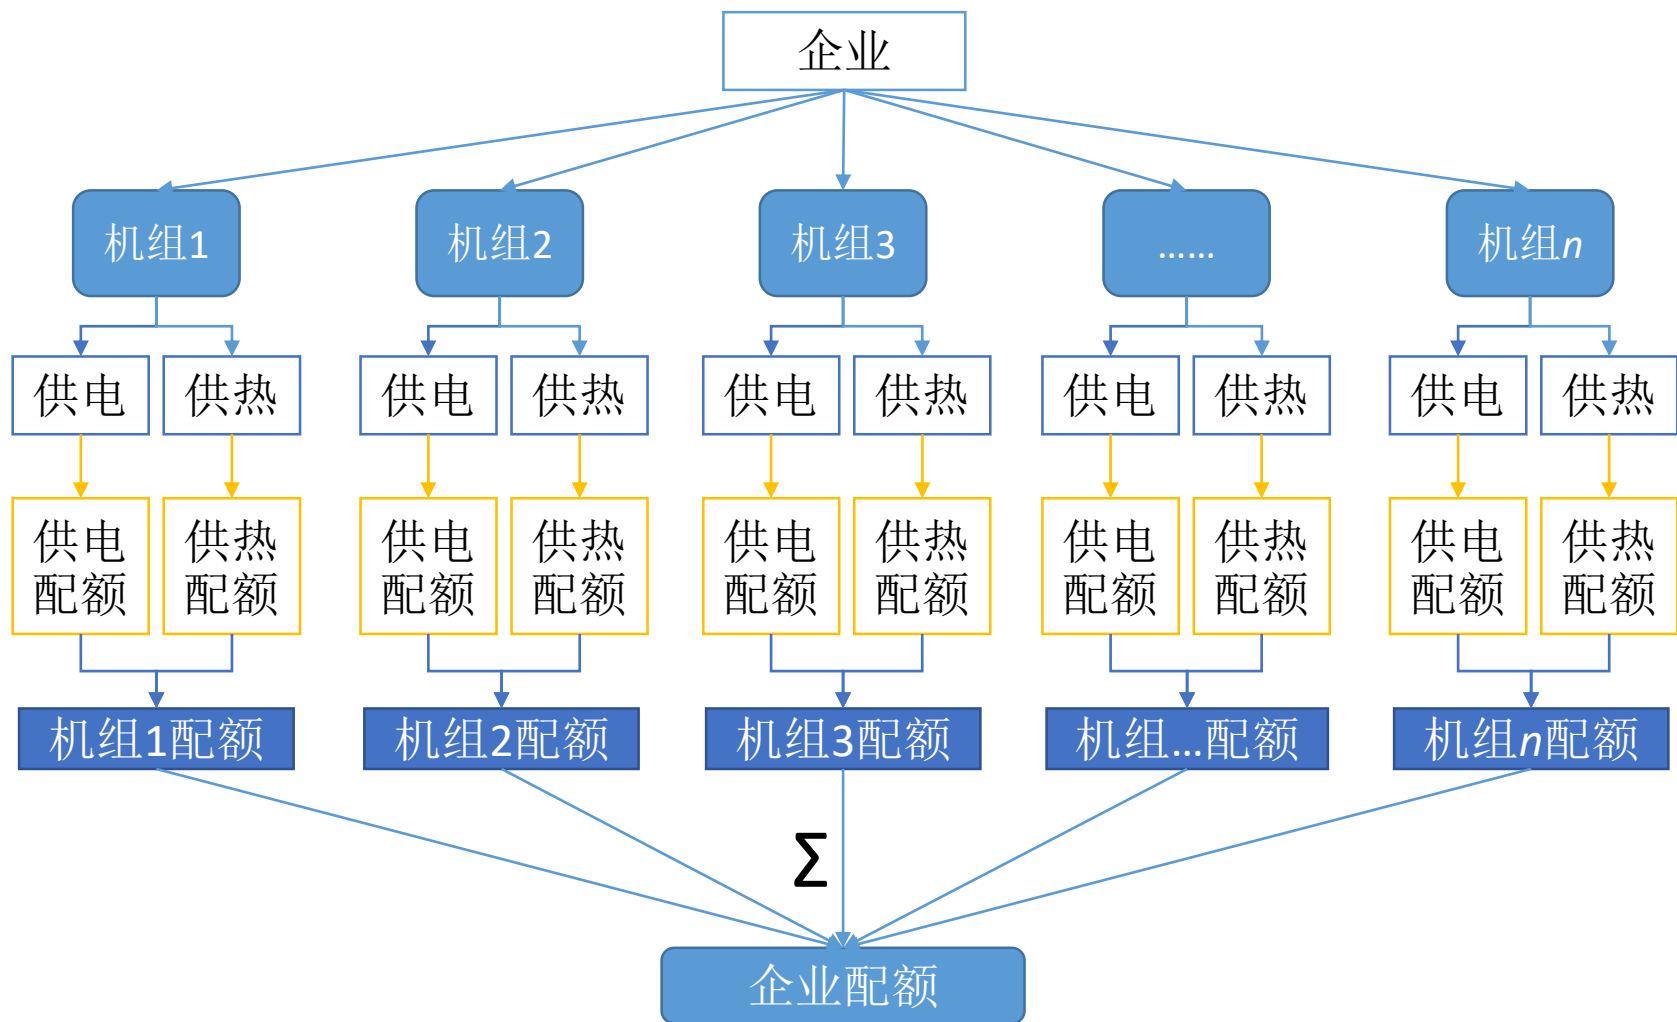 企业
机组1
机组2
机组3
……
机组n
供电
供热
供电
供热
供电
供热
供电
供热
供电
供热
供电
配额
供热
配额
供电
配额
供热
配额
供电
配额
供热
配额
供电
配额
供热
配额
供电
配额
供热
配额
机组1配额
机组2配额
机组3配额
机组...配额
机组n配额
Σ
企业配额